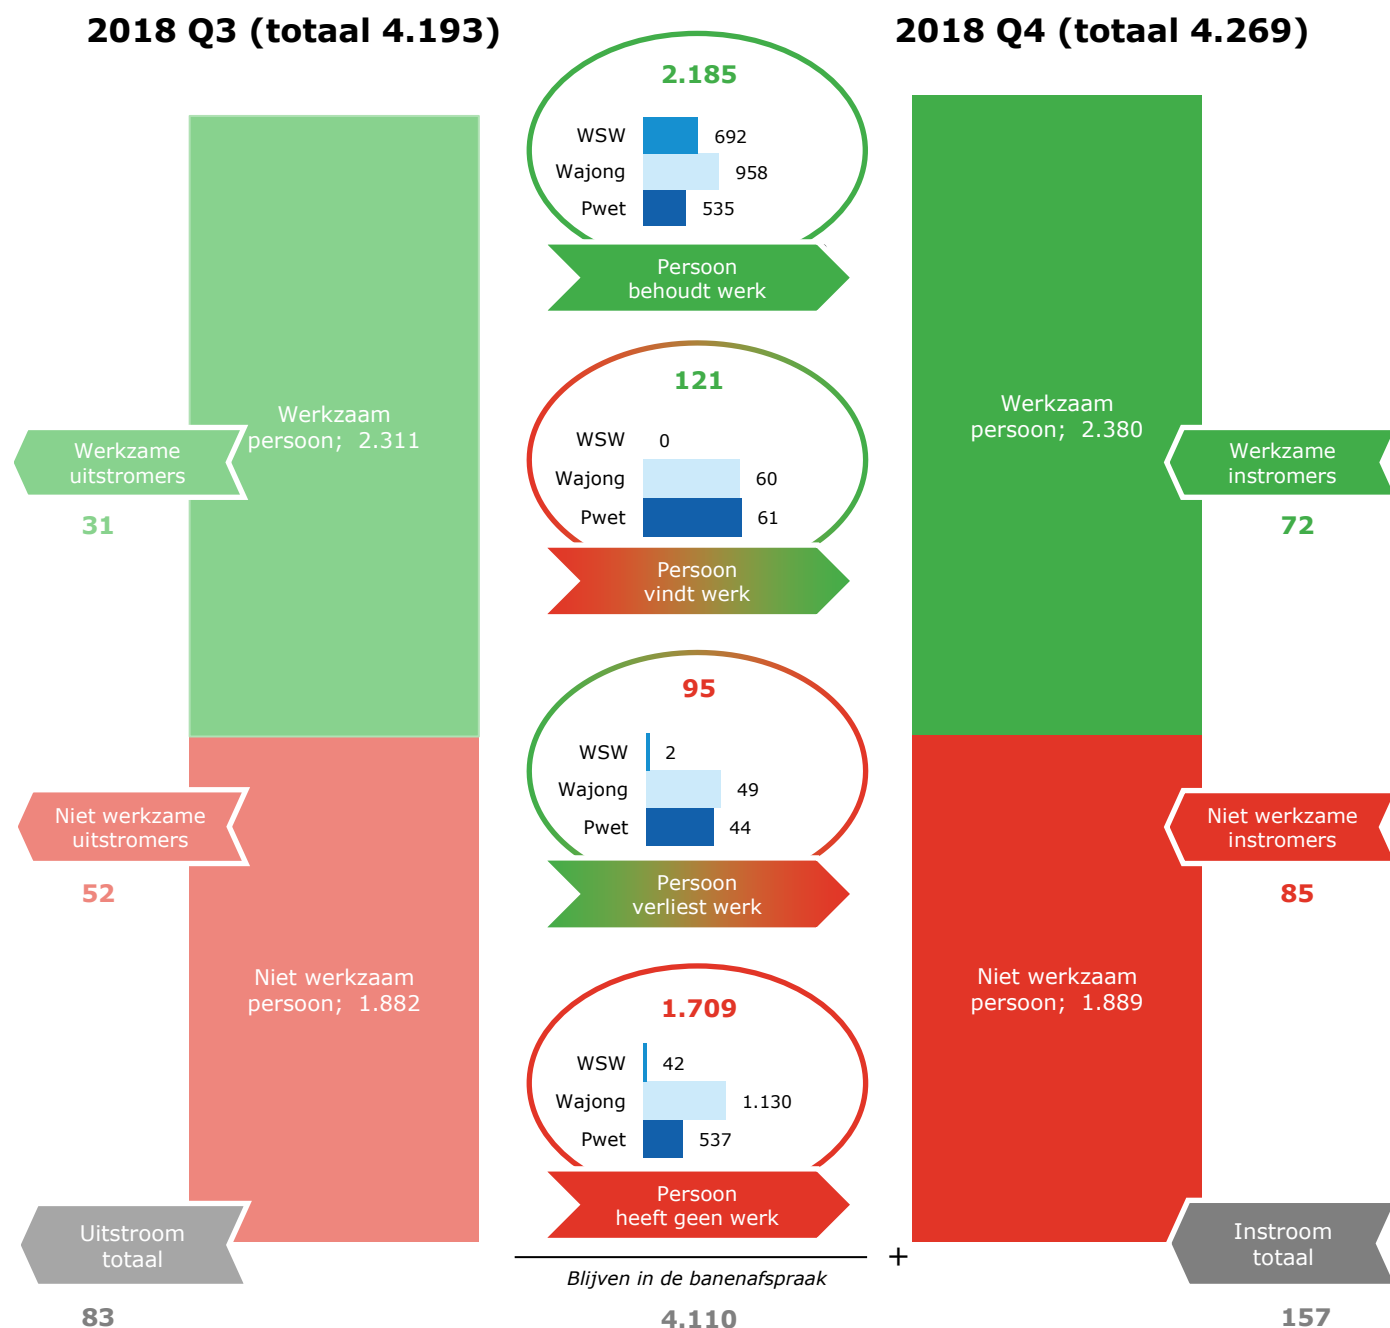 2018 Q3 (totaal 4.193)
2018 Q4 (totaal 4.269)
2.185
WSW 692
Wajong 958
Pwet 535
Persoon
behoudt werk
121
WSW 0
Wajong 60
Pwet 61
Persoon
vindt werk
95
WSW 2
Wajong 49
Pwet 44
Persoon
verliest werk
1.709
WSW 42
Wajong 1.130
Pwet 537
Persoon
heeft geen werk
Werkzaam
persoon; 2.311
Werkzame
uitstromers
31
Niet werkzame
uitstromers
52
Niet werkzaam
persoon; 1.882
Uitstroom
totaal
83
Werkzaam
persoon; 2.380
Werkzame
instromers
72
Niet werkzame
instromers
85
Niet werkzaam
persoon; 1.889
Instroom
totaal
157
+
Blijven in de banenafspraak
4.110